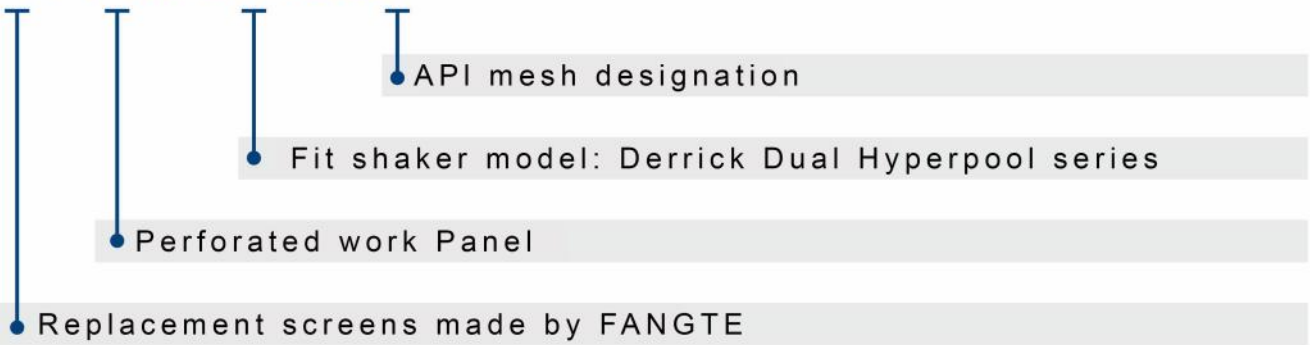 API mesh designation
Fit shaker model: Derrick Dual Hyperpool series
Perforated work Panel
Replacement screens made by FANGTE